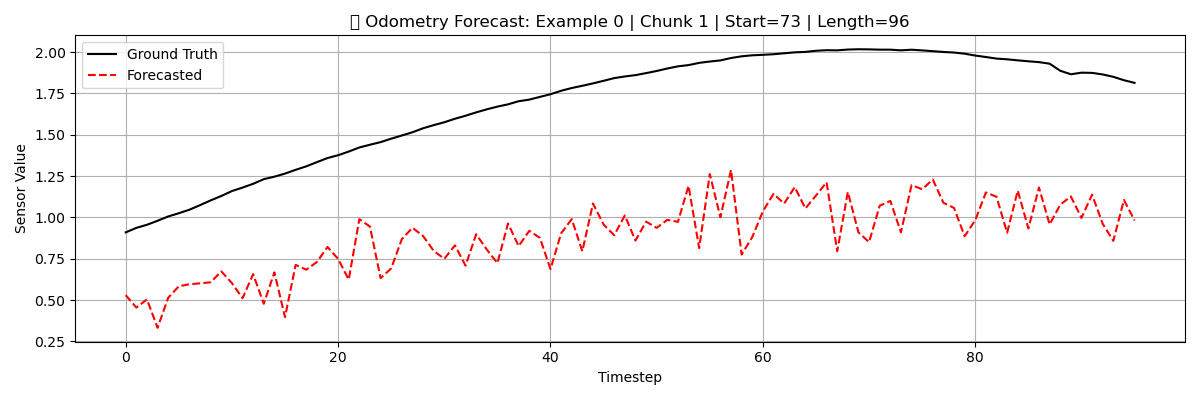 Odometry Forecast: Example 0 | Chunk 1 | Start=73 | Length=96
Ground Truth
Forecasted
Sensor Value
2.00
1.75
1.50
1.25
1.00
0.75
0.50
0.25
0 20 40 60 80
Timestep